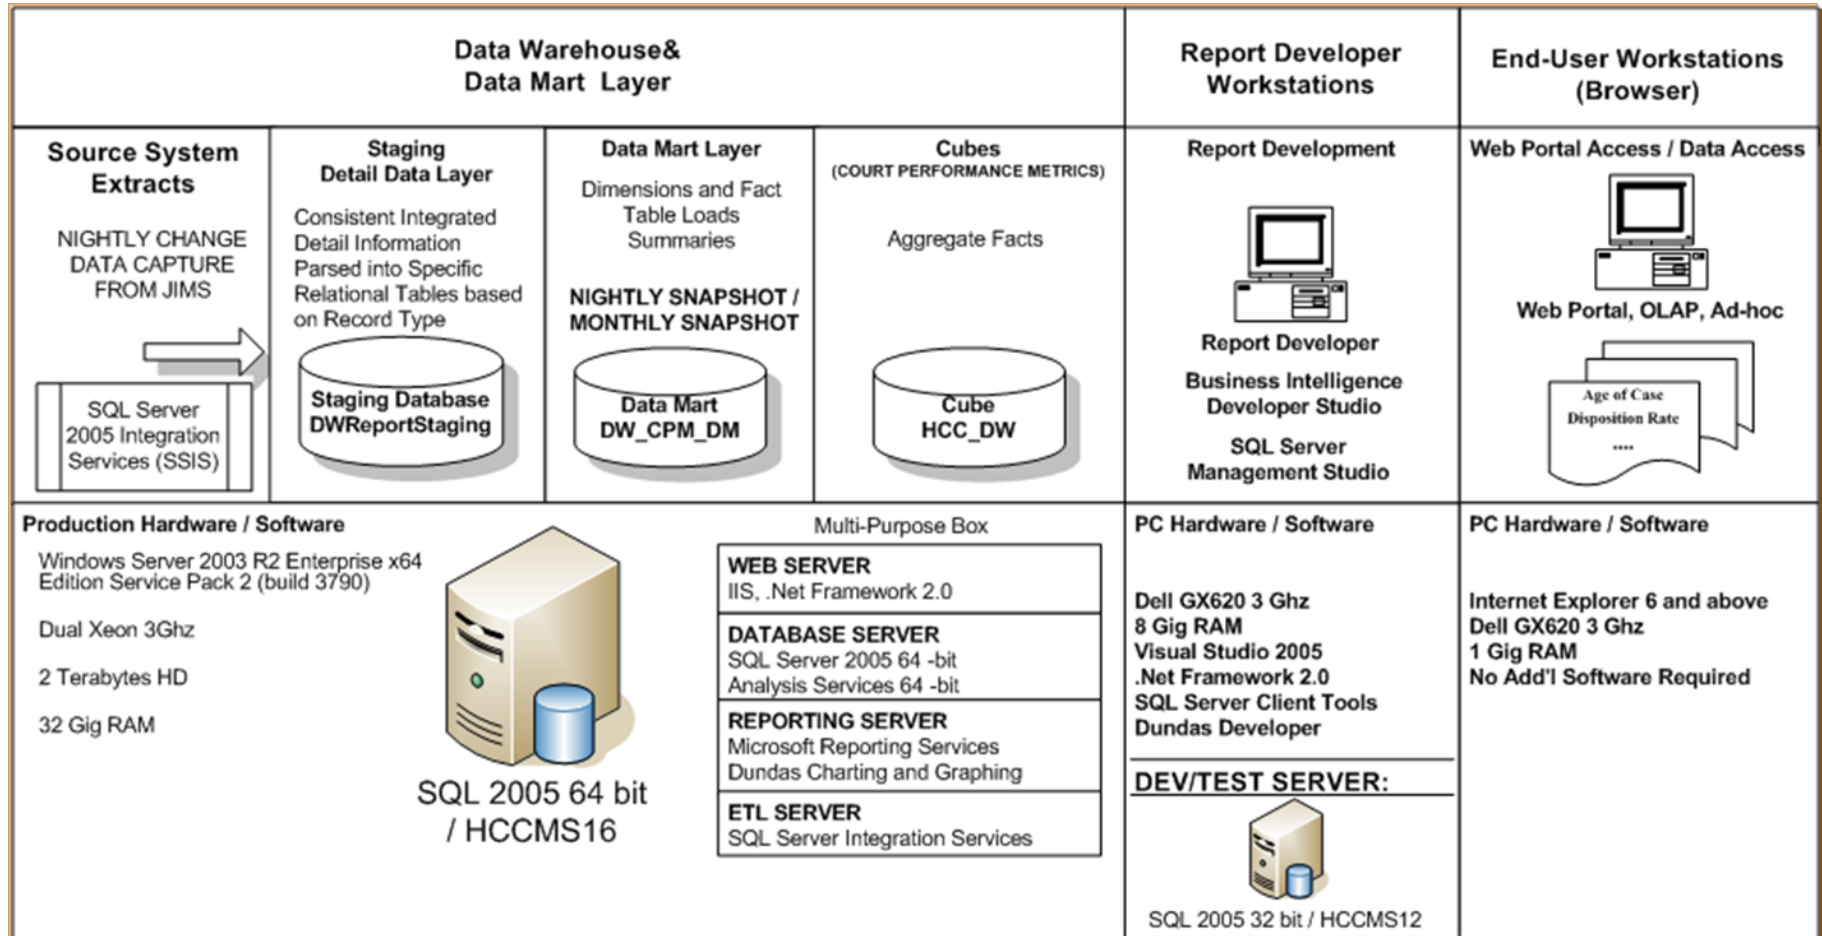 Data Warehouse&
Data Mart Layer
Report Developer
Workstations
End-User Workstations
(Browser)
Source System
Extracts
NIGHTLY CHANGE
DATA CAPTURE
FROM JIMS
SQL Server
2005 Integration
Services (SSIS)
Staging
Detail Data Layer
Consistent Integrated
Detail Information
Parsed into Specific
Relational Tables based
on Record Type
Staging Database
DWReportStaging
Data Mart Layer
Dimensions and Fact
Table Loads
Summaries
NIGHTLY SNAPSHOT /
MONTHLY SNAPSHOT
Data Mart
DW_CPM_DM
Cubes
(COURT PERFORMANCE METRICS)
Aggregate Facts
Cube
HCC_DW
Report Development
Report Developer
Business Intelligence
Developer Studio
SQL Server
Management Studio
Web Portal Access / Data Access
Web Portal, OLAP, Ad-hoc
Age of Case
Disposition Rate
....
Production Hardware / Software
Windows Server 2003 R2 Enterprise x64
Edition Service Pack 2 (build 3790)
Dual Xeon 3Ghz
2 Terabytes HD
32 Gig RAM
SQL 2005 64 bit
/ HCCMS16
Multi-Purpose Box
WEB SERVER
IIS, .Net Framework 2.0
DATABASE SERVER
SQL Server 2005 64 -bit
Analysis Services 64 -bit
REPORTING SERVER
Microsoft Reporting Services
Dundas Charting and Graphing
ETL SERVER
SQL Server Integration Services
PC Hardware / Software
Dell GX620 3 Ghz
8 Gig RAM
Visual Studio 2005
.Net Framework 2.0
SQL Server Client Tools
Dundas Developer
DEV/TEST SERVER:
SQL 2005 32 bit / HCCMS12
PC Hardware / Software
Internet Explorer 6 and above
Dell GX620 3 Ghz
1 Gig RAM
No Add'l Software Required